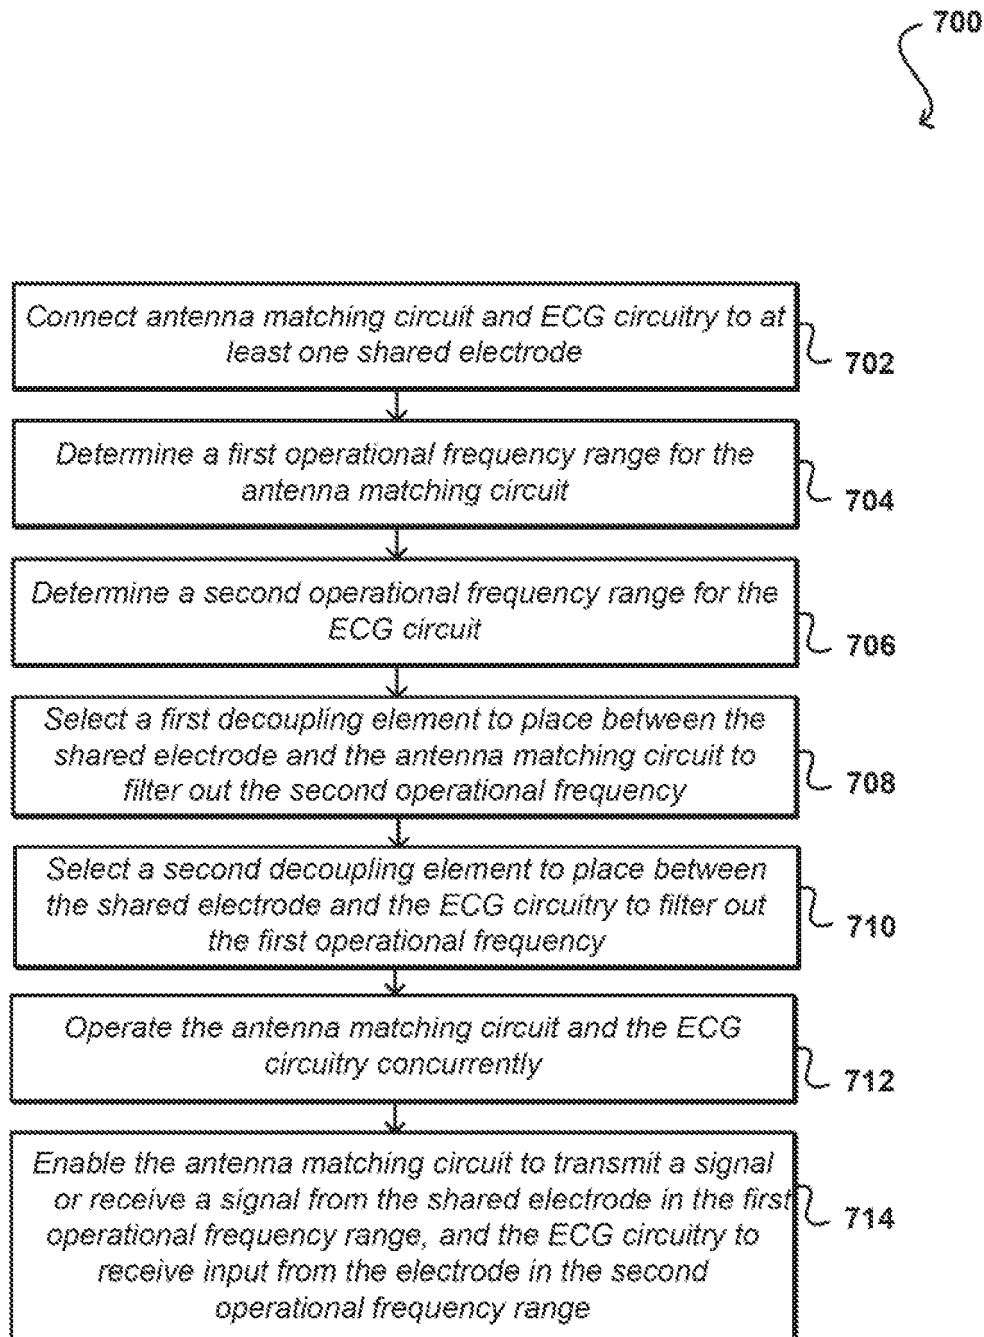 700
Connect antenna matching circuit and ECG circuitry to at
least one shared electrode
702
Determine a first operational frequency range for the
antenna matching circuit
704
Determine a second operational frequency range for the
ECG circuit
706
Select a first decoupling element to place between the
shared electrode and the antenna matching circuit to
filter out the second operational frequency
708
Select a second decoupling element to place between
the shared electrode and the ECG circuitry to filter out
the first operational frequency
710
Operate the antenna matching circuit and the ECG
circuitry concurrently
712
Enable the antenna matching circuit to transmit a signal
or receive a signal from the shared electrode in the first
operational frequency range, and the ECG circuitry to
receive input from the electrode in the second
operational frequency range
714